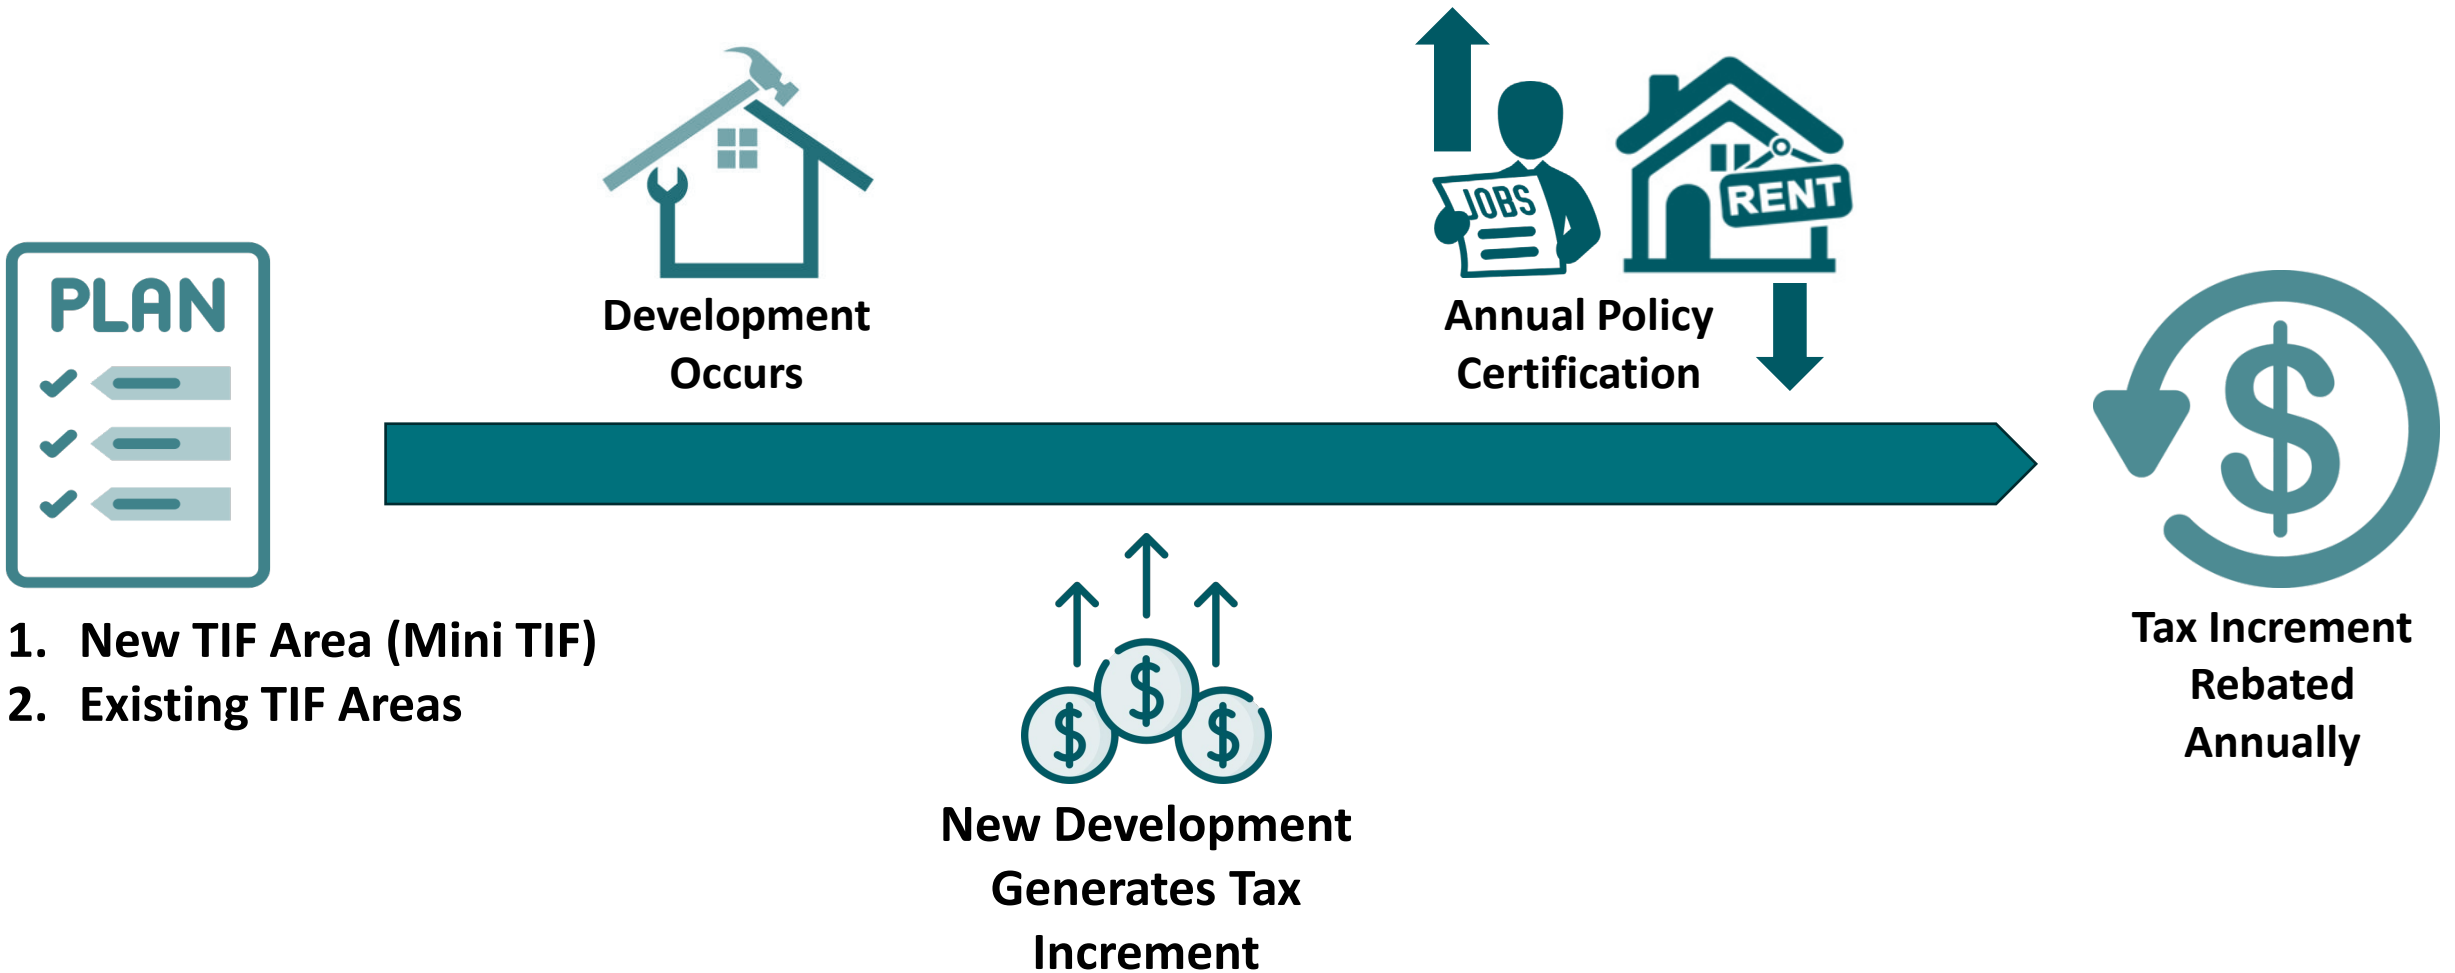 PLAN
1. New TIF Area (Mini TIF)
2. Existing TIF Areas
Development
Occurs
$ $ $
New Development
Generates Tax
Increment
JOBS
RENT
Annual Policy
Certification
$
Tax Increment
Rebated
Annually